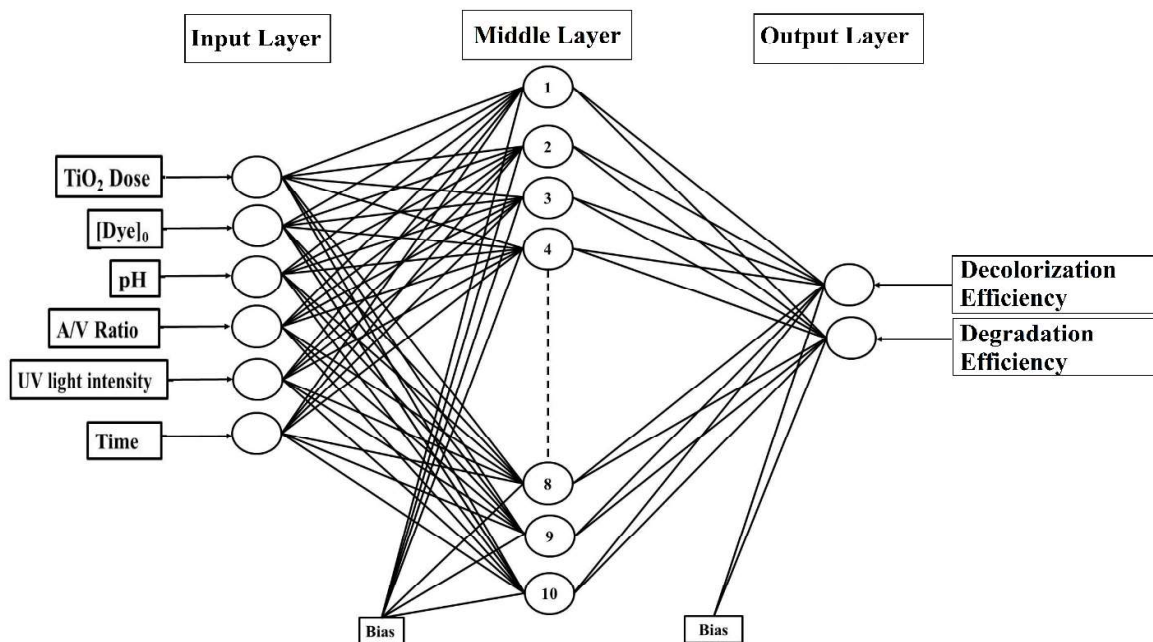 Input Layer
Middle Layer
Output Layer
TiO₂ Dose
[Dye]₀
pH
A/V Ratio
UV light intensity
Time
1
2
3
4
8
9
10
Bias
Bias
Decolorization
Efficiency
Degradation
Efficiency